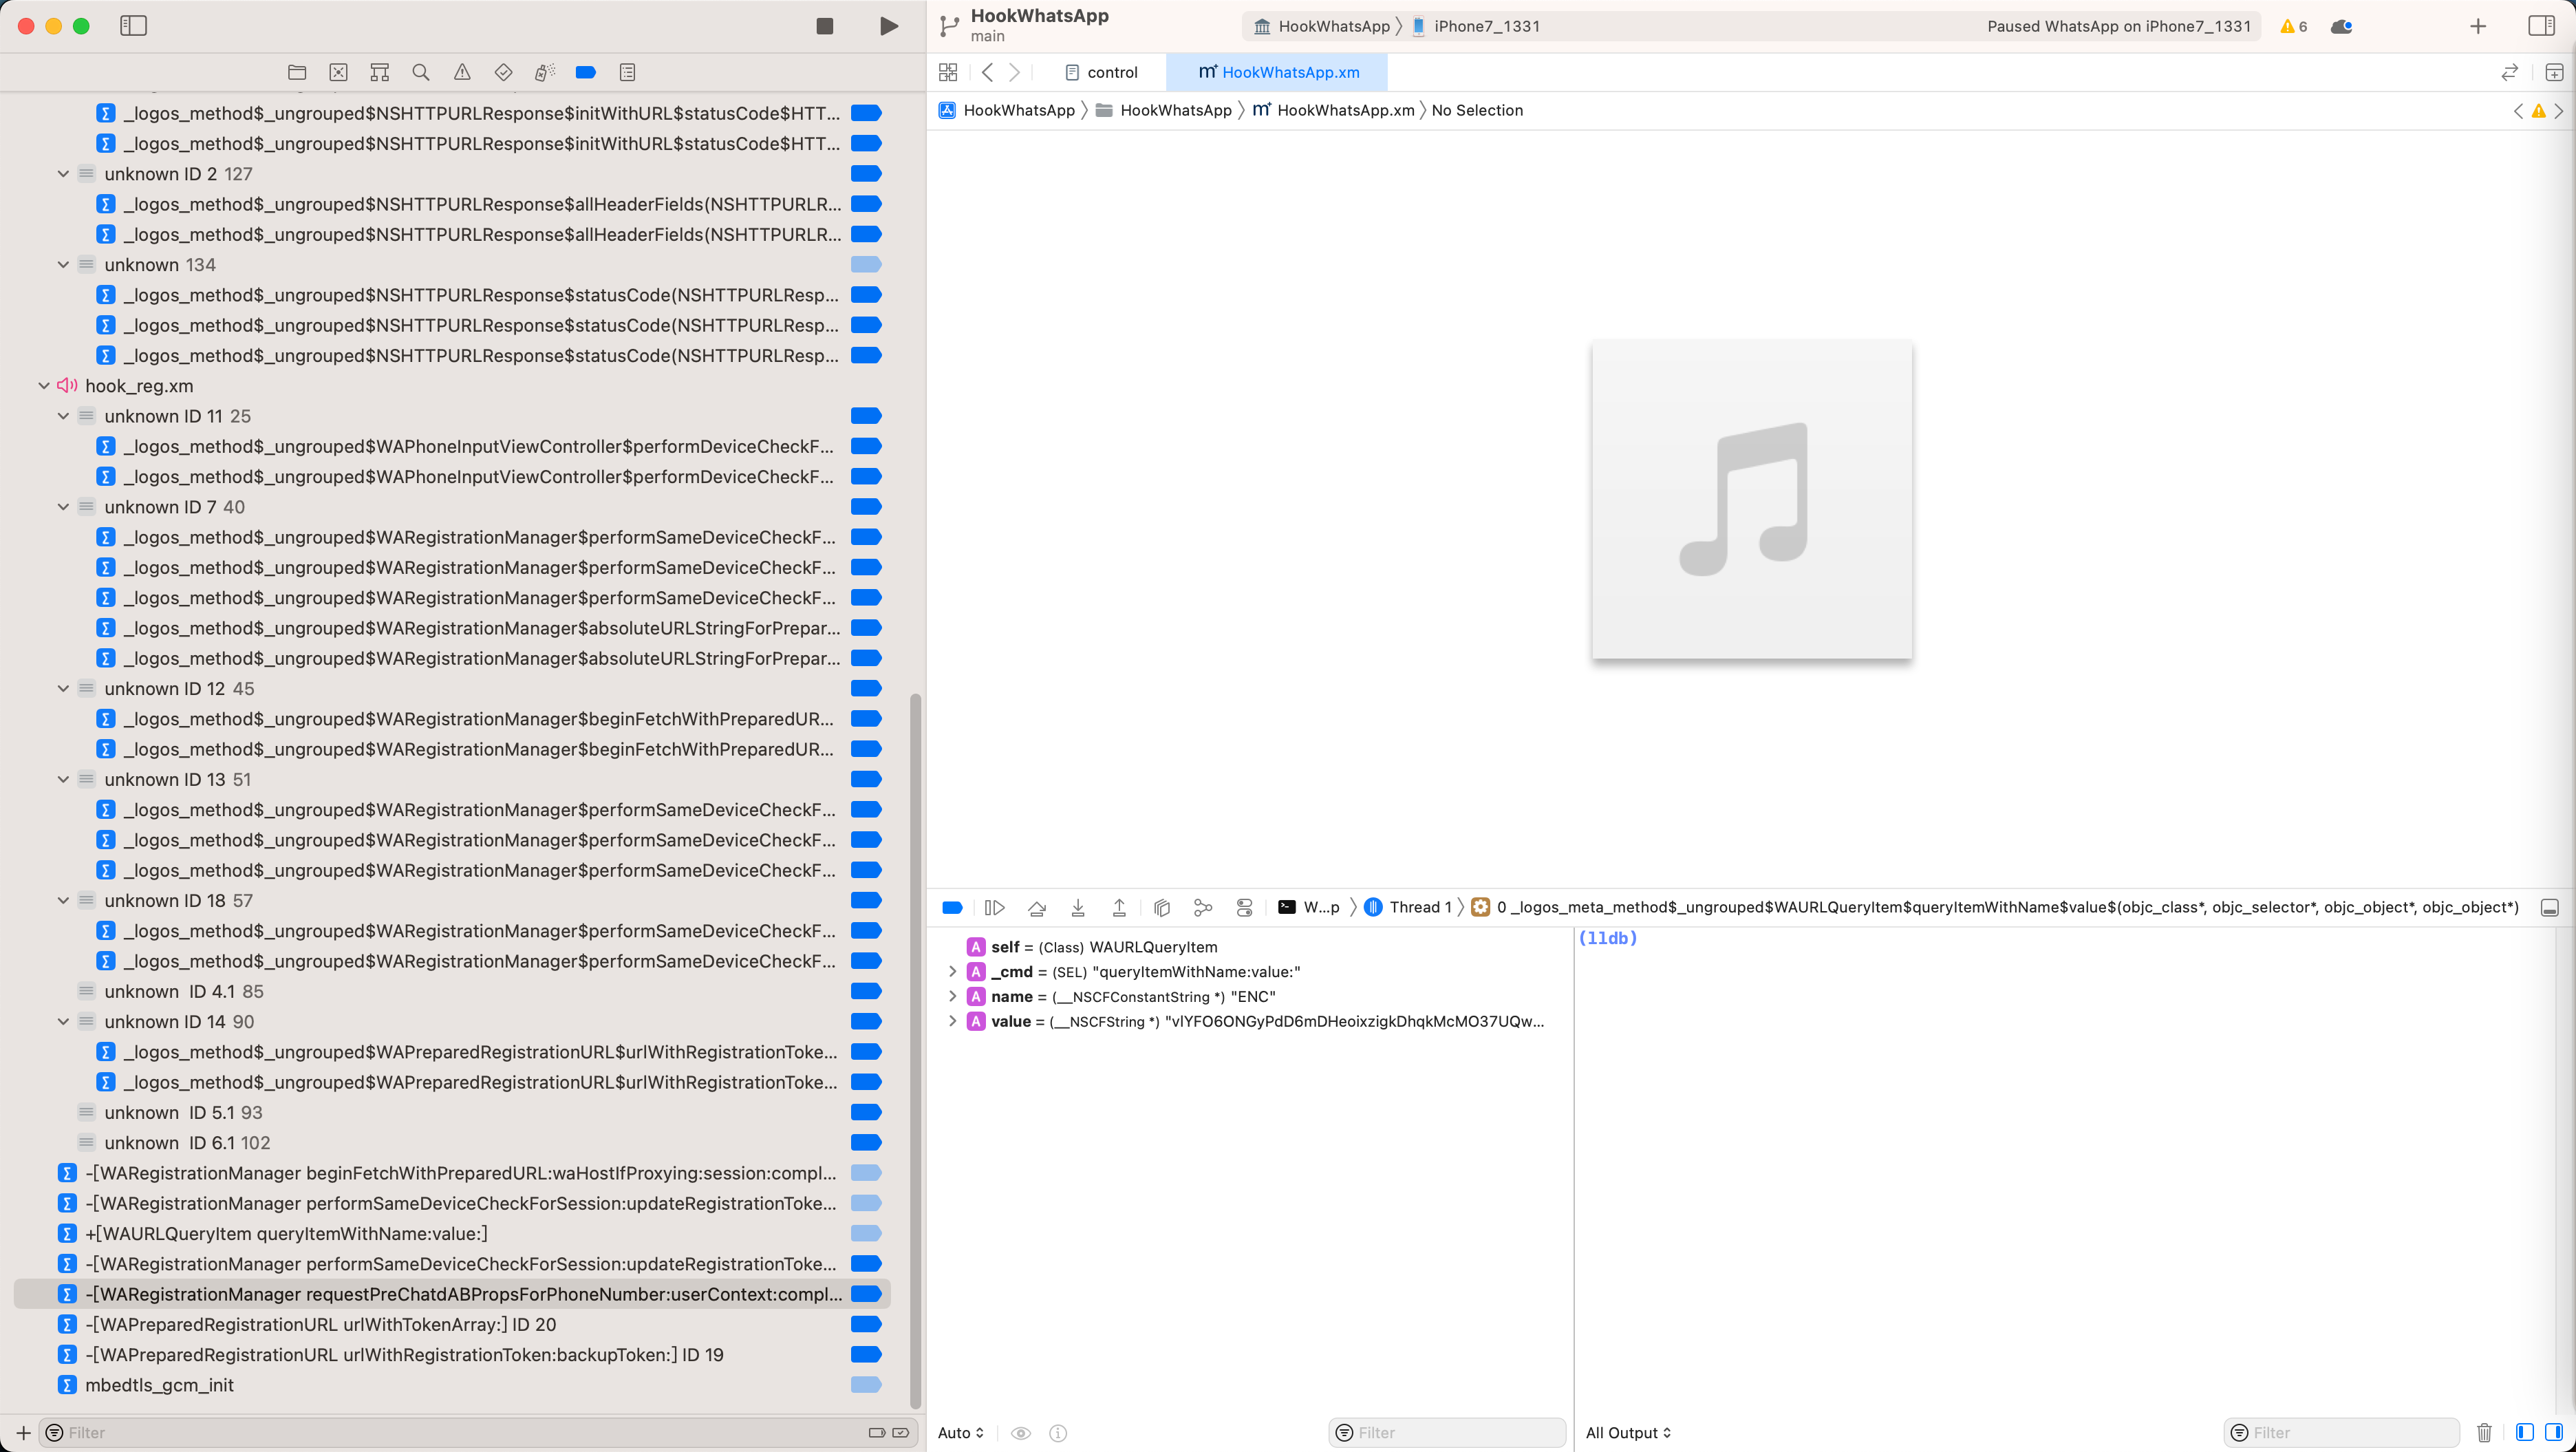 HookWhatsApp
main
HookWhatsApp
iPhone7_1331
Paused WhatsApp on iPhone7_1331
6
control
HookWhatsApp.xm
HookWhatsApp
HookWhatsApp
HookWhatsApp.xm
No Selection
_logos_method$_ungrouped$NSHTTPURLResponse$initWithURL$statusCode$HTT...
_logos_method$_ungrouped$NSHTTPURLResponse$initWithURL$statusCode$HTT...
unknown ID 2 127
_logos_method$_ungrouped$NSHTTPURLResponse$allHeaderFields(NSHTTPURLR...
_logos_method$_ungrouped$NSHTTPURLResponse$allHeaderFields(NSHTTPURLR...
unknown 134
_logos_method$_ungrouped$NSHTTPURLResponse$statusCode(NSHTTPURLResp...
_logos_method$_ungrouped$NSHTTPURLResponse$statusCode(NSHTTPURLResp...
_logos_method$_ungrouped$NSHTTPURLResponse$statusCode(NSHTTPURLResp...
hook_reg.xm
unknown ID 11 25
_logos_method$_ungrouped$WAPhoneInputViewController$performDeviceCheckF...
_logos_method$_ungrouped$WAPhoneInputViewController$performDeviceCheckF...
unknown ID 7 40
_logos_method$_ungrouped$WARegistrationManager$performSameDeviceCheckF...
_logos_method$_ungrouped$WARegistrationManager$performSameDeviceCheckF...
_logos_method$_ungrouped$WARegistrationManager$performSameDeviceCheckF...
_logos_method$_ungrouped$WARegistrationManager$absoluteURLStringForPrepar...
_logos_method$_ungrouped$WARegistrationManager$absoluteURLStringForPrepar...
unknown ID 12 45
_logos_method$_ungrouped$WARegistrationManager$beginFetchWithPreparedUR...
_logos_method$_ungrouped$WARegistrationManager$beginFetchWithPreparedUR...
unknown ID 13 51
_logos_method$_ungrouped$WARegistrationManager$performSameDeviceCheckF...
_logos_method$_ungrouped$WARegistrationManager$performSameDeviceCheckF...
_logos_method$_ungrouped$WARegistrationManager$performSameDeviceCheckF...
unknown ID 18 57
_logos_method$_ungrouped$WARegistrationManager$performSameDeviceCheckF...
_logos_method$_ungrouped$WARegistrationManager$performSameDeviceCheckF...
unknown ID 4.1 85
unknown ID 14 90
_logos_method$_ungrouped$WAPreparedRegistrationURL$urlWithRegistrationToke...
_logos_method$_ungrouped$WAPreparedRegistrationURL$urlWithRegistrationToke...
unknown ID 5.1 93
unknown ID 6.1 102
-[WARegistrationManager beginFetchWithPreparedURL:waHostIfProxying:session:compl...
-[WARegistrationManager performSameDeviceCheckForSession:updateRegistrationToke...
+[WAURLQueryItem queryItemWithName:value:]
-[WARegistrationManager performSameDeviceCheckForSession:updateRegistrationToke...
-[WARegistrationManager requestPreChatdABPropsForPhoneNumber:userContext:compl...
-[WAPreparedRegistrationURL urlWithTokenArray:] ID 20
-[WAPreparedRegistrationURL urlWithRegistrationToken:backupToken:] ID 19
mbedtls_gcm_init
Filter
W...p
Thread 1
0 _logos_meta_method$_ungrouped$WAURLQueryItem$queryItemWithName$value$(objc_class*, objc_selector*, objc_object*, objc_object*)
A self = (Class) WAURLQueryItem
A _cmd = (SEL) "queryItemWithName:value:"
A name = (__NSCFConstantString *) "ENC"
A value = (__NSCFString *) "vlYFO6ONGyPdD6mDHeoixzigkDhqkMcMO37UQw...
(lldb)
Auto
Filter
All Output
Filter